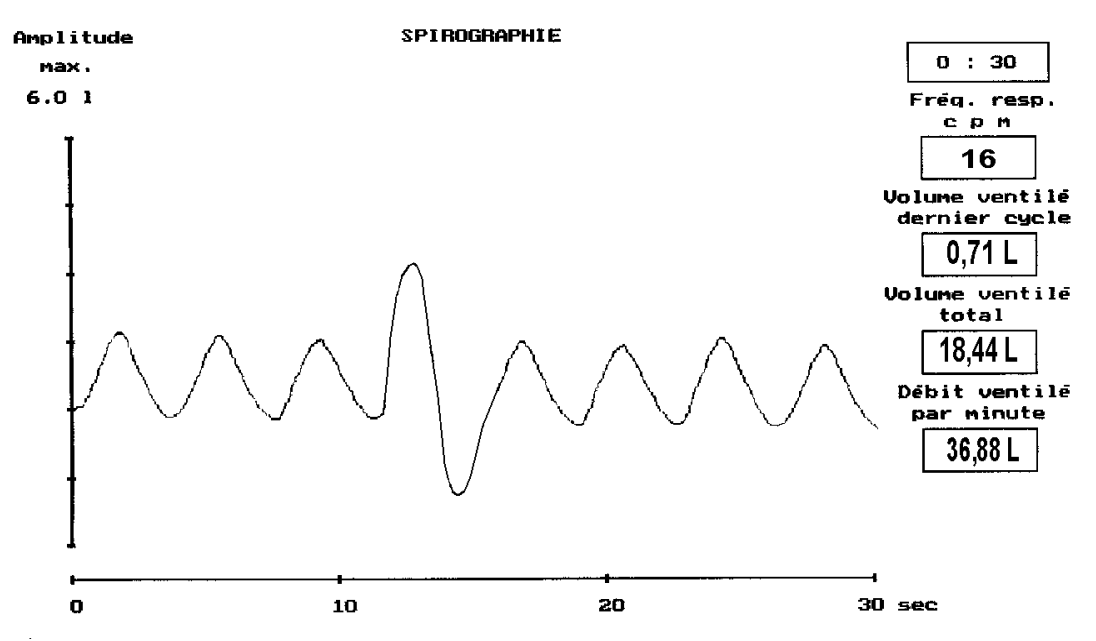 Amplitude
max.
6.0 l
SPIROGRAPHIE
0 : 30
Fréq. resp.
c p m
16
Volume ventilé
dernier cycle
0,71 L
Volume ventilé
total
18,44 L
Débit ventilé
par minute
36,88 L
0 10 20 30 sec